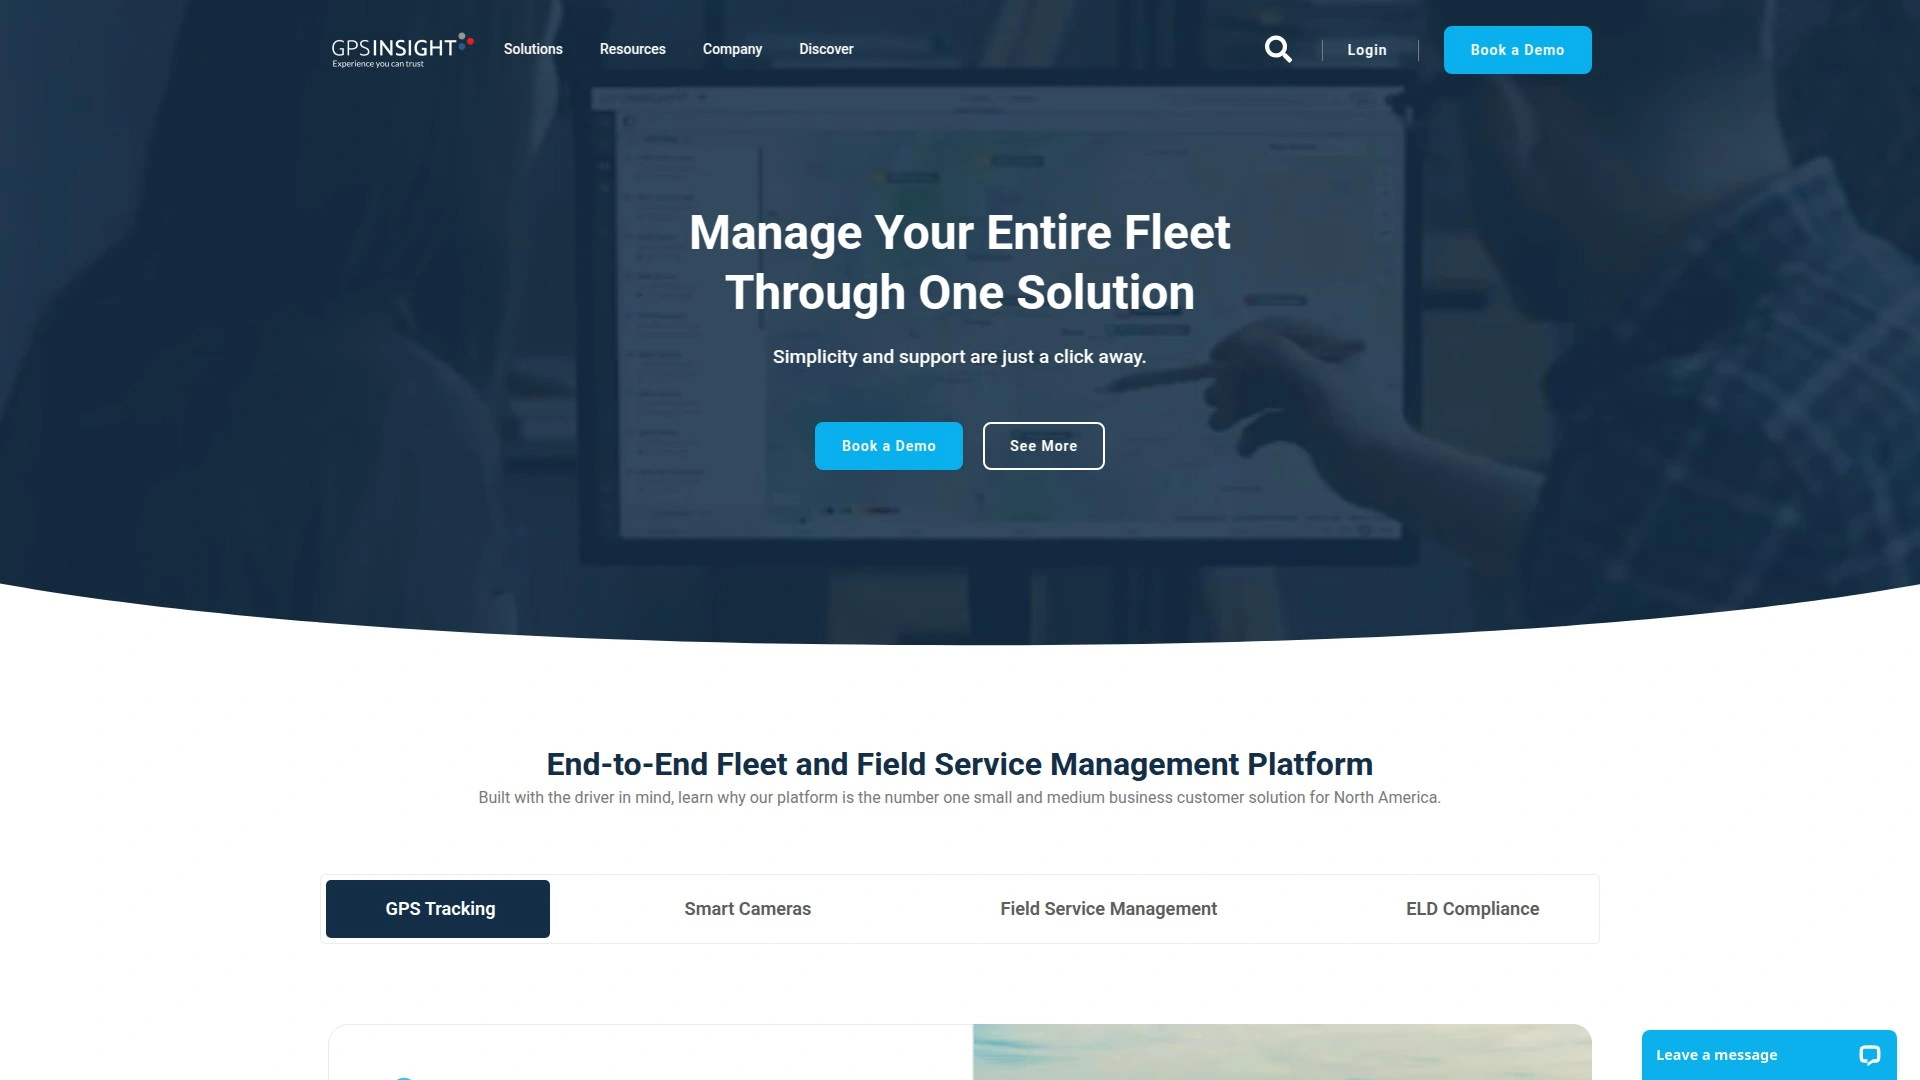 GPSINSIGHT
Experience you can trust
Solutions
Resources
Company
Discover
Login
Book a Demo
Manage Your Entire Fleet
Through One Solution
Simplicity and support are just a click away.
Book a Demo
See More
End-to-End Fleet and Field Service Management Platform
Built with the driver in mind, learn why our platform is the number one small and medium business customer solution for North America.
GPS Tracking
Smart Cameras
Field Service Management
ELD Compliance
Leave a message